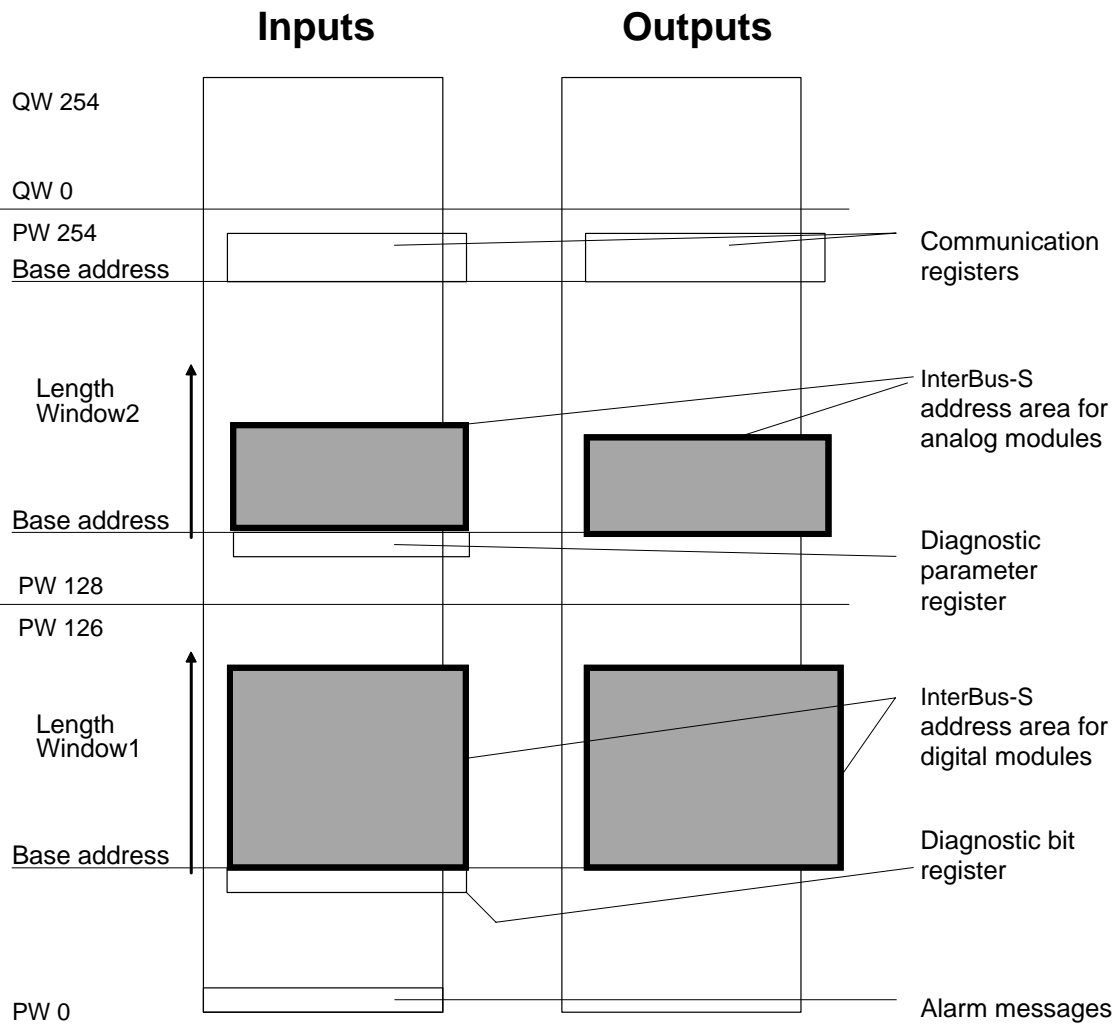 Inputs
Outputs
QW 254
QW 0
PW 254
Base address
Communication
registers
Length
Window2
InterBus-S
address area for
analog modules
Base address
Diagnostic
parameter
register
PW 128
PW 126
Length
Window1
InterBus-S
address area for
digital modules
Base address
Diagnostic bit
register
PW 0
Alarm messages